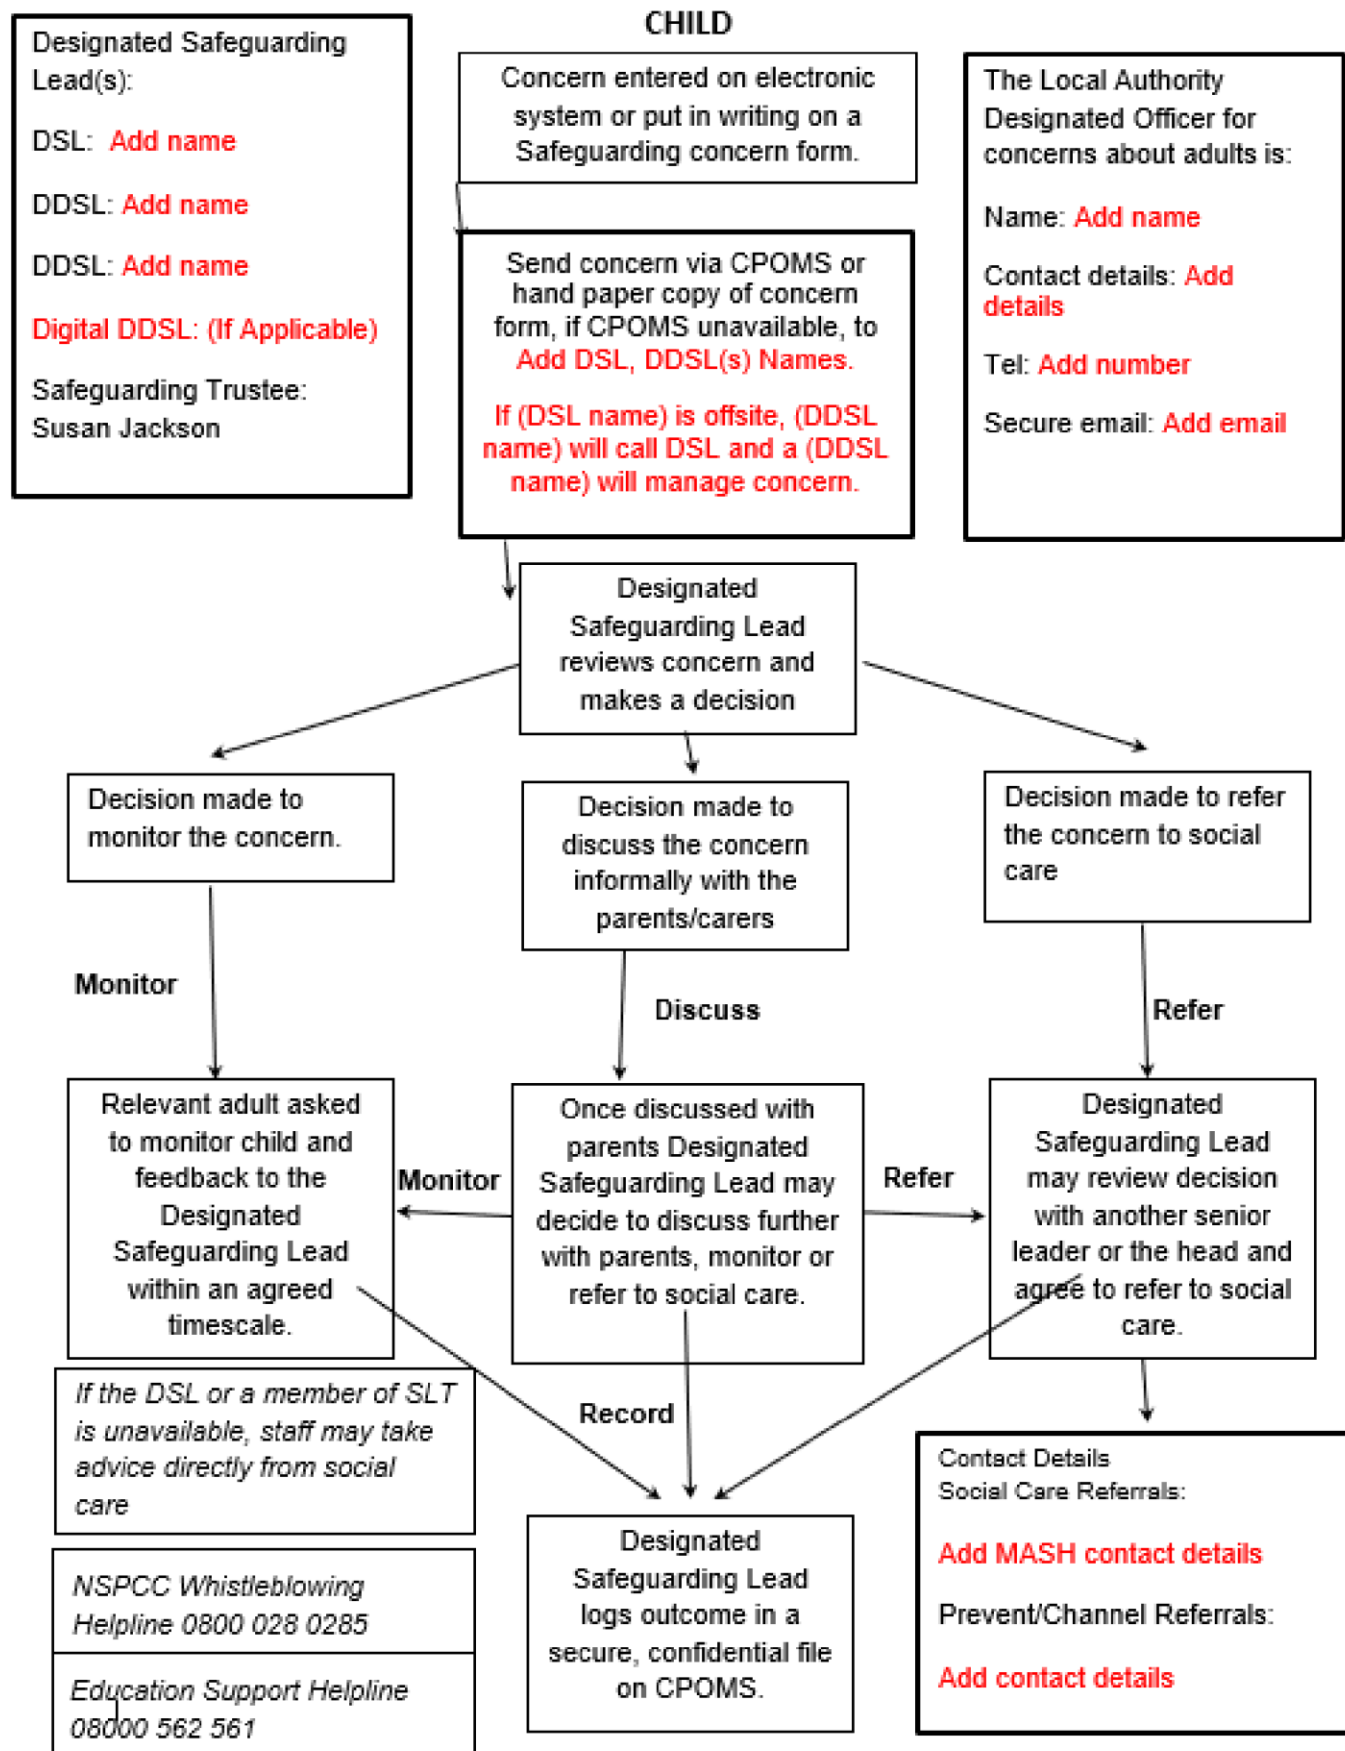 CHILD
Designated Safeguarding
Lead(s):
DSL: Add name
DDSL: Add name
DDSL: Add name
Digital DDSL: (If Applicable)
Safeguarding Trustee:
Susan Jackson
Concern entered on electronic
system or put in writing on a
Safeguarding concern form.
The Local Authority
Designated Officer for
concerns about adults is:
Name: Add name
Contact details: Add
details
Tel: Add number
Secure email: Add email
Send concern via CPOMS or
hand paper copy of concern
form, if CPOMS unavailable, to
Add DSL, DDSL(s) Names.
If (DSL name) is offsite, (DDSL
name) will call DSL and a (DDSL
name) will manage concern.
Designated
Safeguarding Lead
reviews concern and
makes a decision
Decision made to
monitor the concern.
Decision made to
discuss the concern
informally with the
parents/carers
Decision made to refer
the concern to social
care
Monitor
Discuss
Refer
Relevant adult asked
to monitor child and
feedback to the
Designated
Safeguarding Lead
within an agreed
timescale.
Monitor
Once discussed with
parents Designated
Safeguarding Lead may
decide to discuss further
with parents, monitor or
refer to social care.
Refer
Designated
Safeguarding Lead
may review decision
with another senior
leader or the head and
agree to refer to social
care.
If the DSL or a member of SLT
is unavailable, staff may take
advice directly from social
care
Record
NSPCC Whistleblowing
Helpline 0800 028 0285
Education Support Helpline
08000 562 561
Designated
Safeguarding Lead
logs outcome in a
secure, confidential file
on CPOMS.
Contact Details
Social Care Referrals:
Add MASH contact details
Prevent/Channel Referrals:
Add contact details